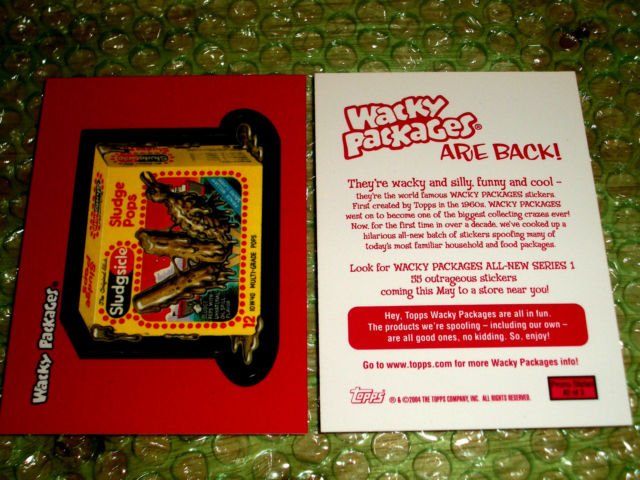 Wacky Packages
Sludgsicle
Sludge
Pops
The Original Slick
12 10W40 MULTI-GRADE POPS
Wacky
Packages®
ARE BACK!
They're wacky and silly, funny and cool –
they're the world famous WACKY PACKAGES stickers.
First created by Topps in the 1960s, WACKY PACKAGES
went on to become one of the biggest collecting crazes ever!
Now, for the first time in over a decade, we've cooked up a
hilarious all-new batch of stickers spoofing many of
today's most familiar household and food packages.
Look for WACKY PACKAGES ALL-NEW SERIES 1
55 outrageous stickers
coming this May to a store near you!
Hey, Topps Wacky Packages are all in fun.
The products we're spoofing – including our own –
are all good ones, no kidding. So, enjoy!
Go to www.topps.com for more Wacky Packages info!
Topps ® & ©2004 THE TOPPS COMPANY, INC. ALL RIGHTS RESERVED.